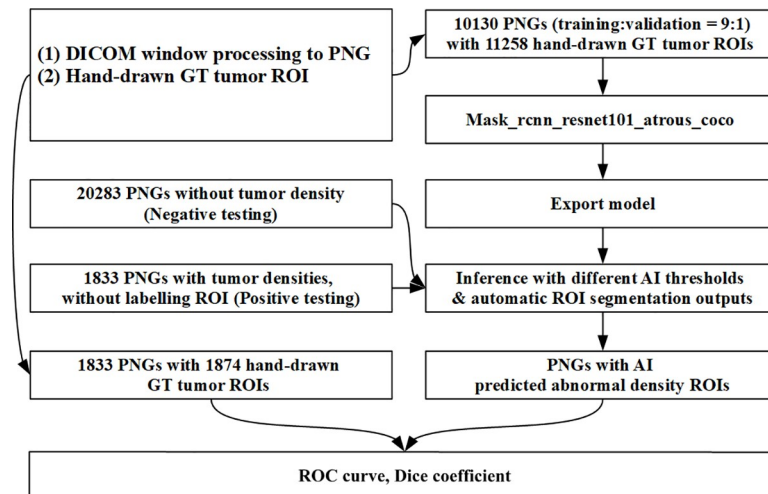 (1) DICOM window processing to PNG
(2) Hand-drawn GT tumor ROI
10130 PNGs (training:validation = 9:1)
with 11258 hand-drawn GT tumor ROIs
Mask_rcnn_resnet101_atrous_coco
20283 PNGs without tumor density
(Negative testing)
Export model
1833 PNGs with tumor densities,
without labelling ROI (Positive testing)
Inference with different AI thresholds
& automatic ROI segmentation outputs
1833 PNGs with 1874 hand-drawn
GT tumor ROIs
PNGs with AI
predicted abnormal density ROIs
ROC curve, Dice coefficient